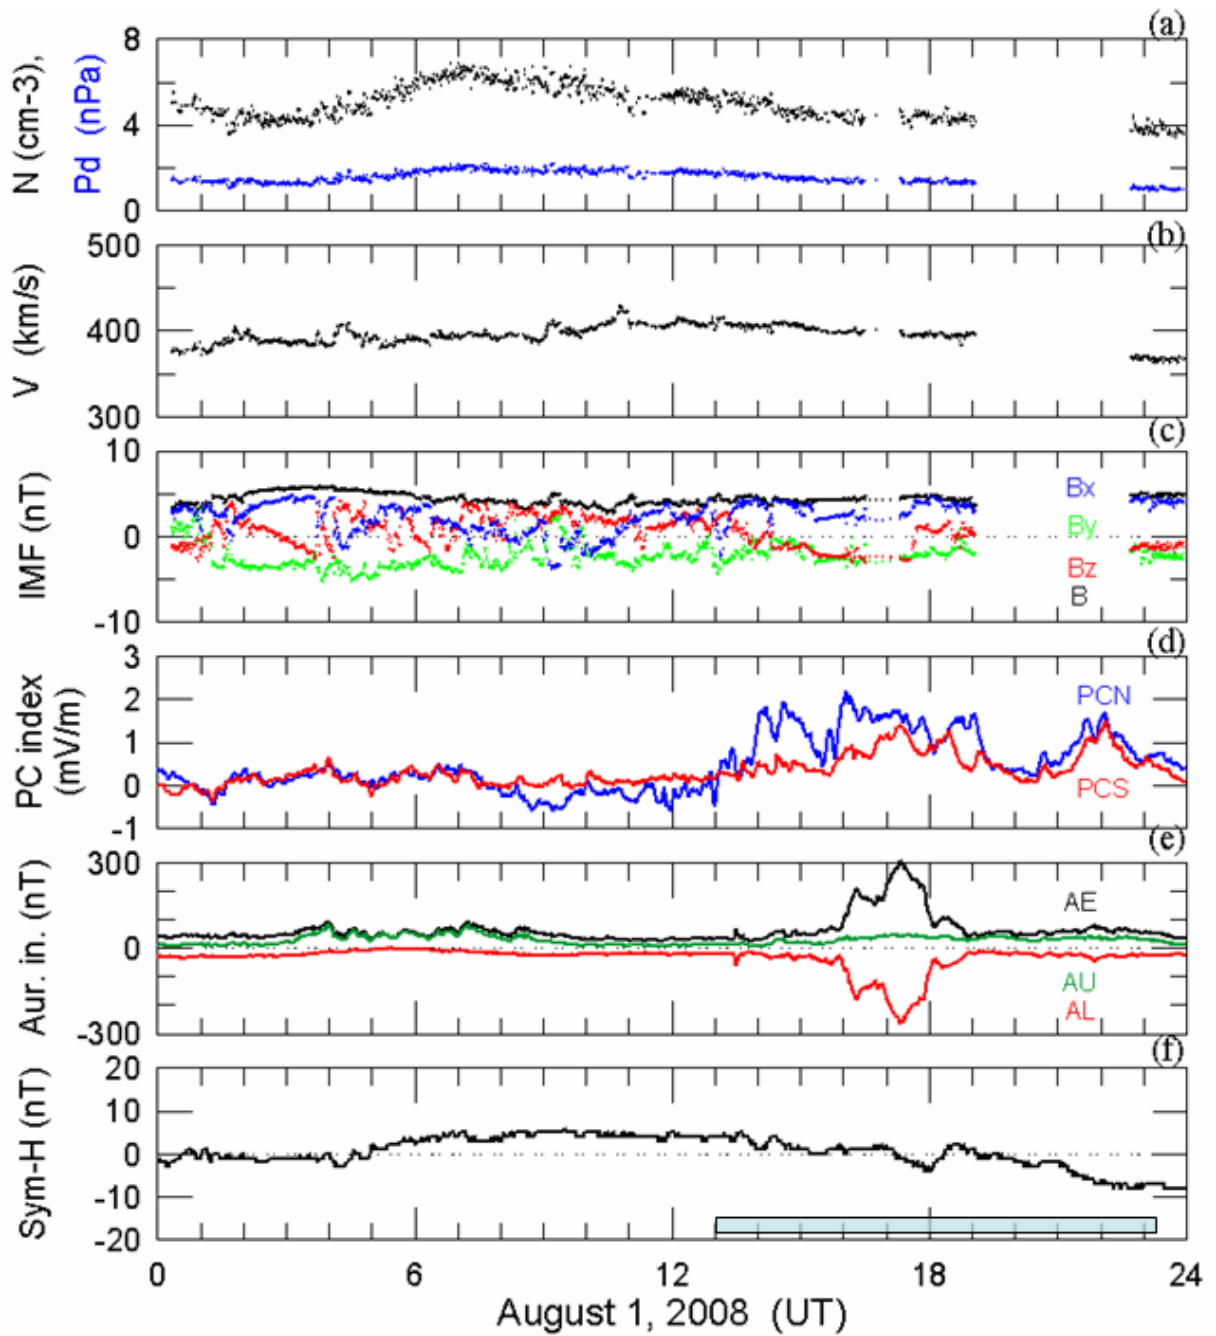 (a)
N (cm-3),
Pd (nPa)
8
4
0
(b)
V (km/s)
500
400
300
(c)
IMF (nT)
10
0
-10
Bx
By
Bz
B
(d)
PC index
(mV/m)
3
2
1
0
-1
PCN
PCS
(e)
Aur. in. (nT)
300
0
-300
AE
AU
AL
(f)
Sym-H (nT)
20
10
0
-10
-20
0 6 12 18 24
August 1, 2008 (UT)